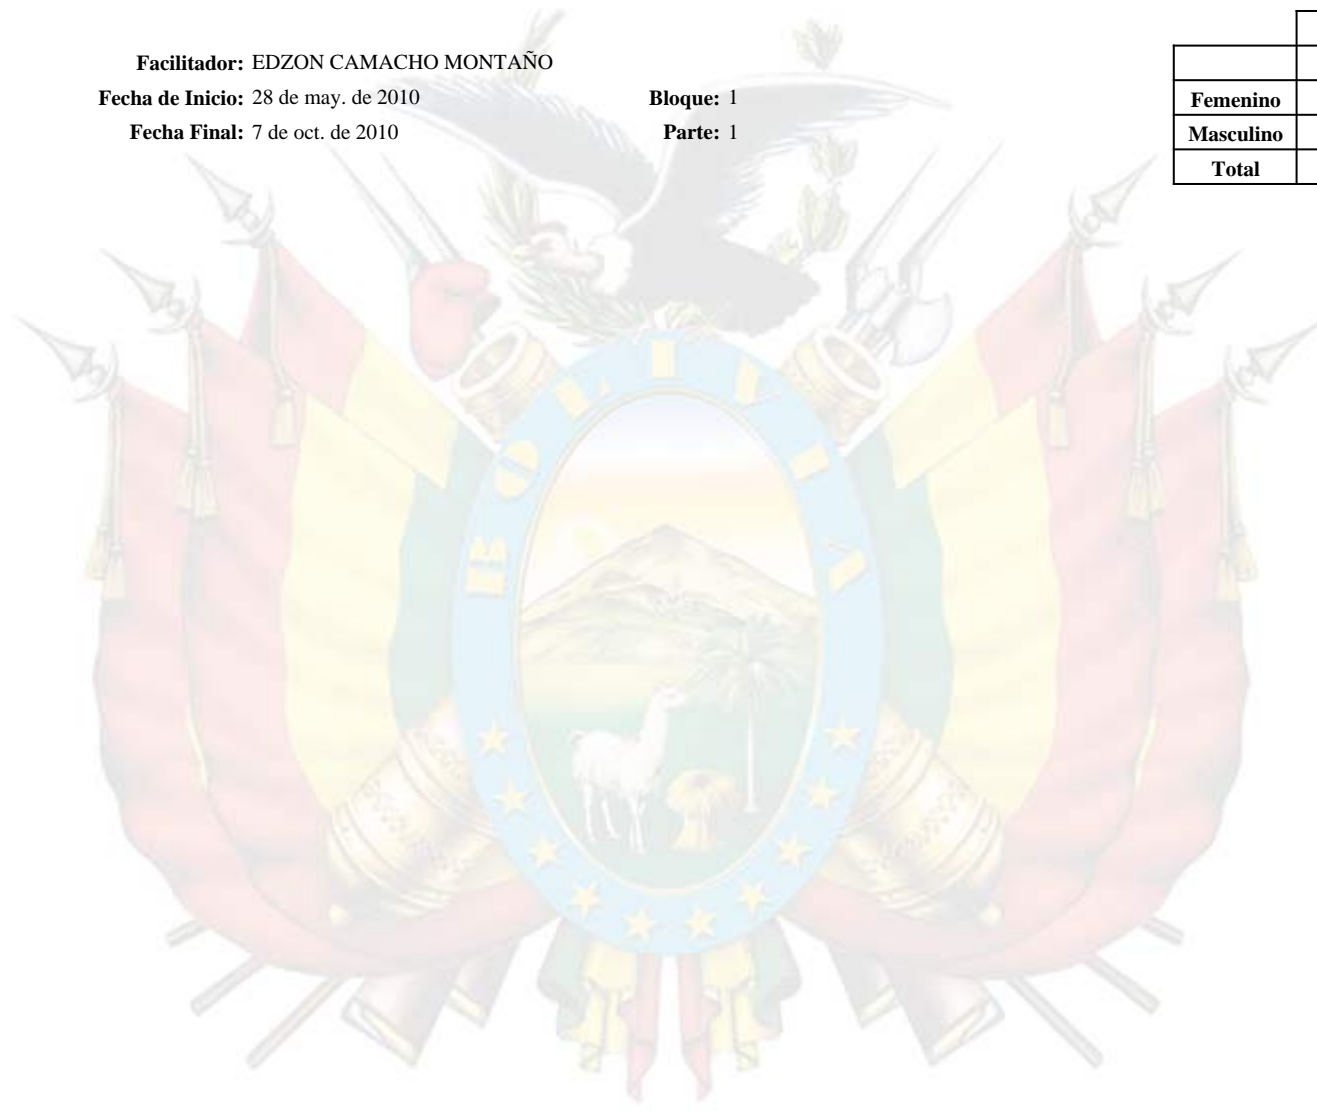 Facilitador: EDZON CAMACHO MONTAÑO
Fecha de Inicio: 28 de may. de 2010 Bloque: 1
Fecha Final: 7 de oct. de 2010 Parte: 1
Femenino
Masculino
Total
BOLIVIA